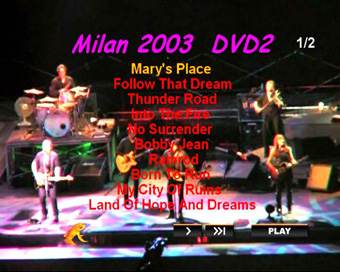 Milan 2003 DVD2
1/2
Mary's Place
Follow That Dream
Thunder Road
Into The Fire
No Surrender
Bobby Jean
Ramrod
Born To Run
My City Of Ruins
Land Of Hope And Dreams
PLAY